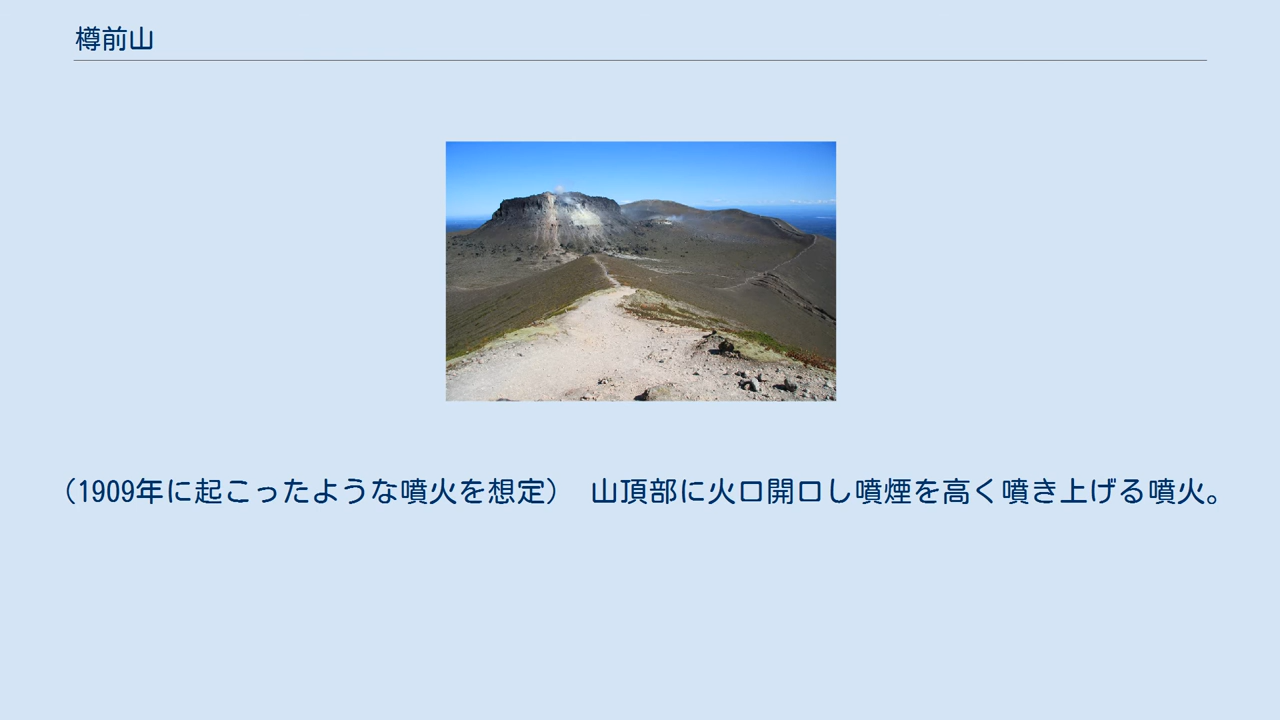 樽前山
（1909年に起こったような噴火を想定）　山頂部に火口開口し噴煙を高く噴き上げる噴火。